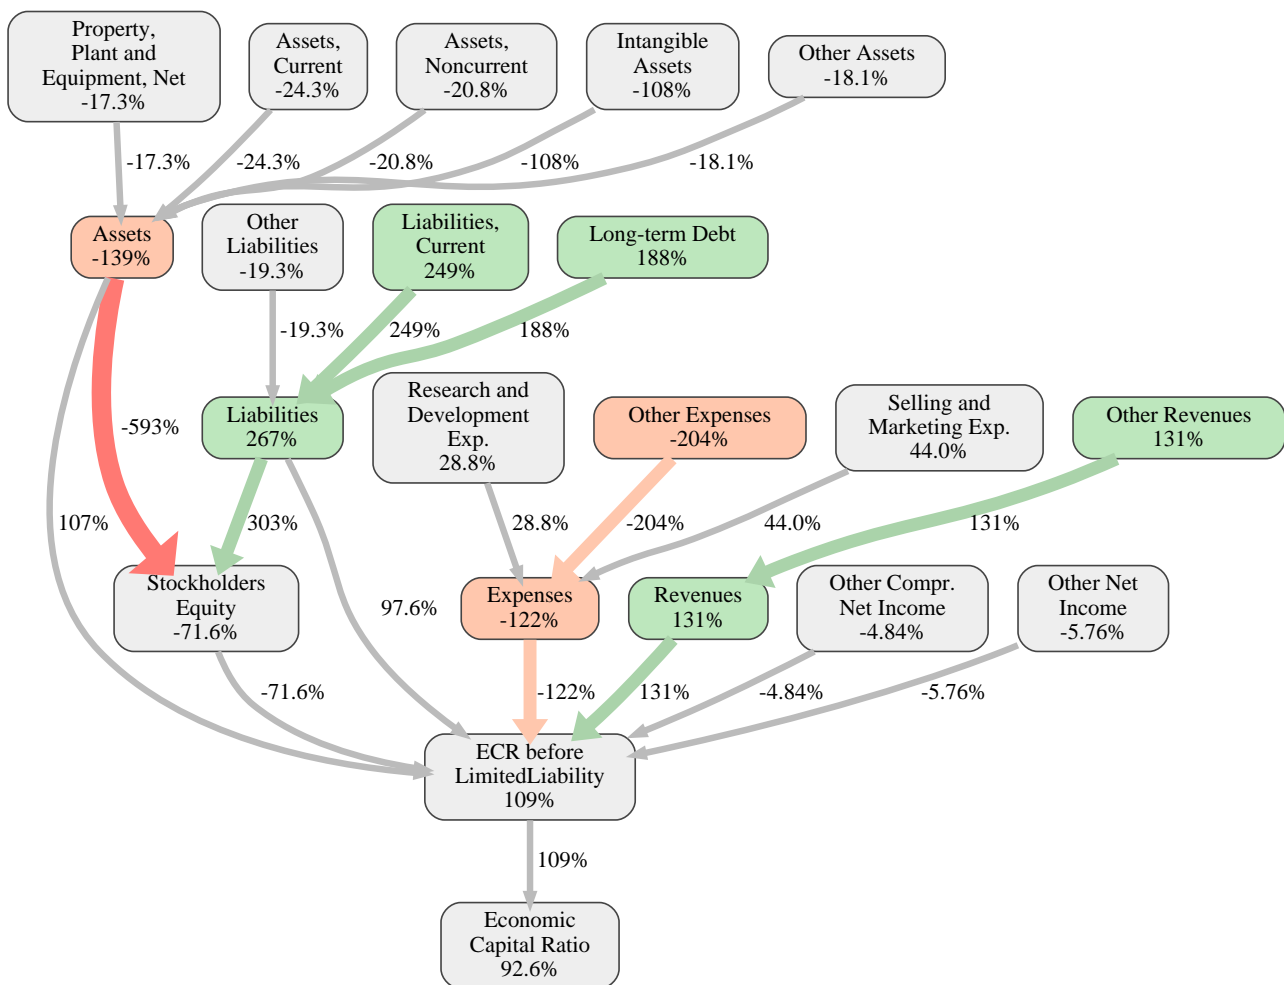 Property,
Plant and
Equipment, Net
-17.3%
Assets,
Current
-24.3%
Assets,
Noncurrent
-20.8%
Intangible
Assets
-108%
Other Assets
-18.1%
-17.3%
-24.3%
-20.8%
-108%
-18.1%
Assets
-139%
Other
Liabilities
-19.3%
Liabilities,
Current
249%
Long-term Debt
188%
-19.3%
249%
188%
-593%
Liabilities
267%
Research and
Development
Exp.
28.8%
Other Expenses
-204%
Selling and
Marketing Exp.
44.0%
Other Revenues
131%
107%
303%
28.8%
-204%
44.0%
131%
Stockholders
Equity
-71.6%
97.6%
Expenses
-122%
Revenues
131%
Other Compr.
Net Income
-4.84%
Other Net
Income
-5.76%
-71.6%
-122%
131%
-4.84%
-5.76%
ECR before
LimitedLiability
109%
109%
Economic
Capital Ratio
92.6%